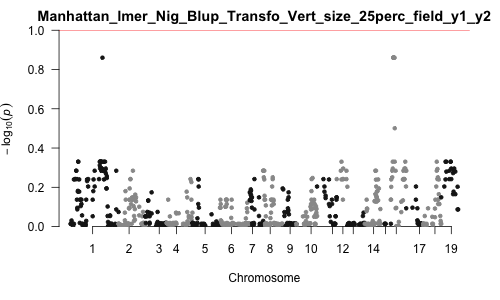 Manhattan_lmer_Nig_Blup_Transfo_Vert_size_25perc_field_y1_y2
1.0
0.8
0.6
0.4
0.2
0.0
− log10(p)
1 2 3 4 5 6 7 8 9 10 12 14 17 19
Chromosome